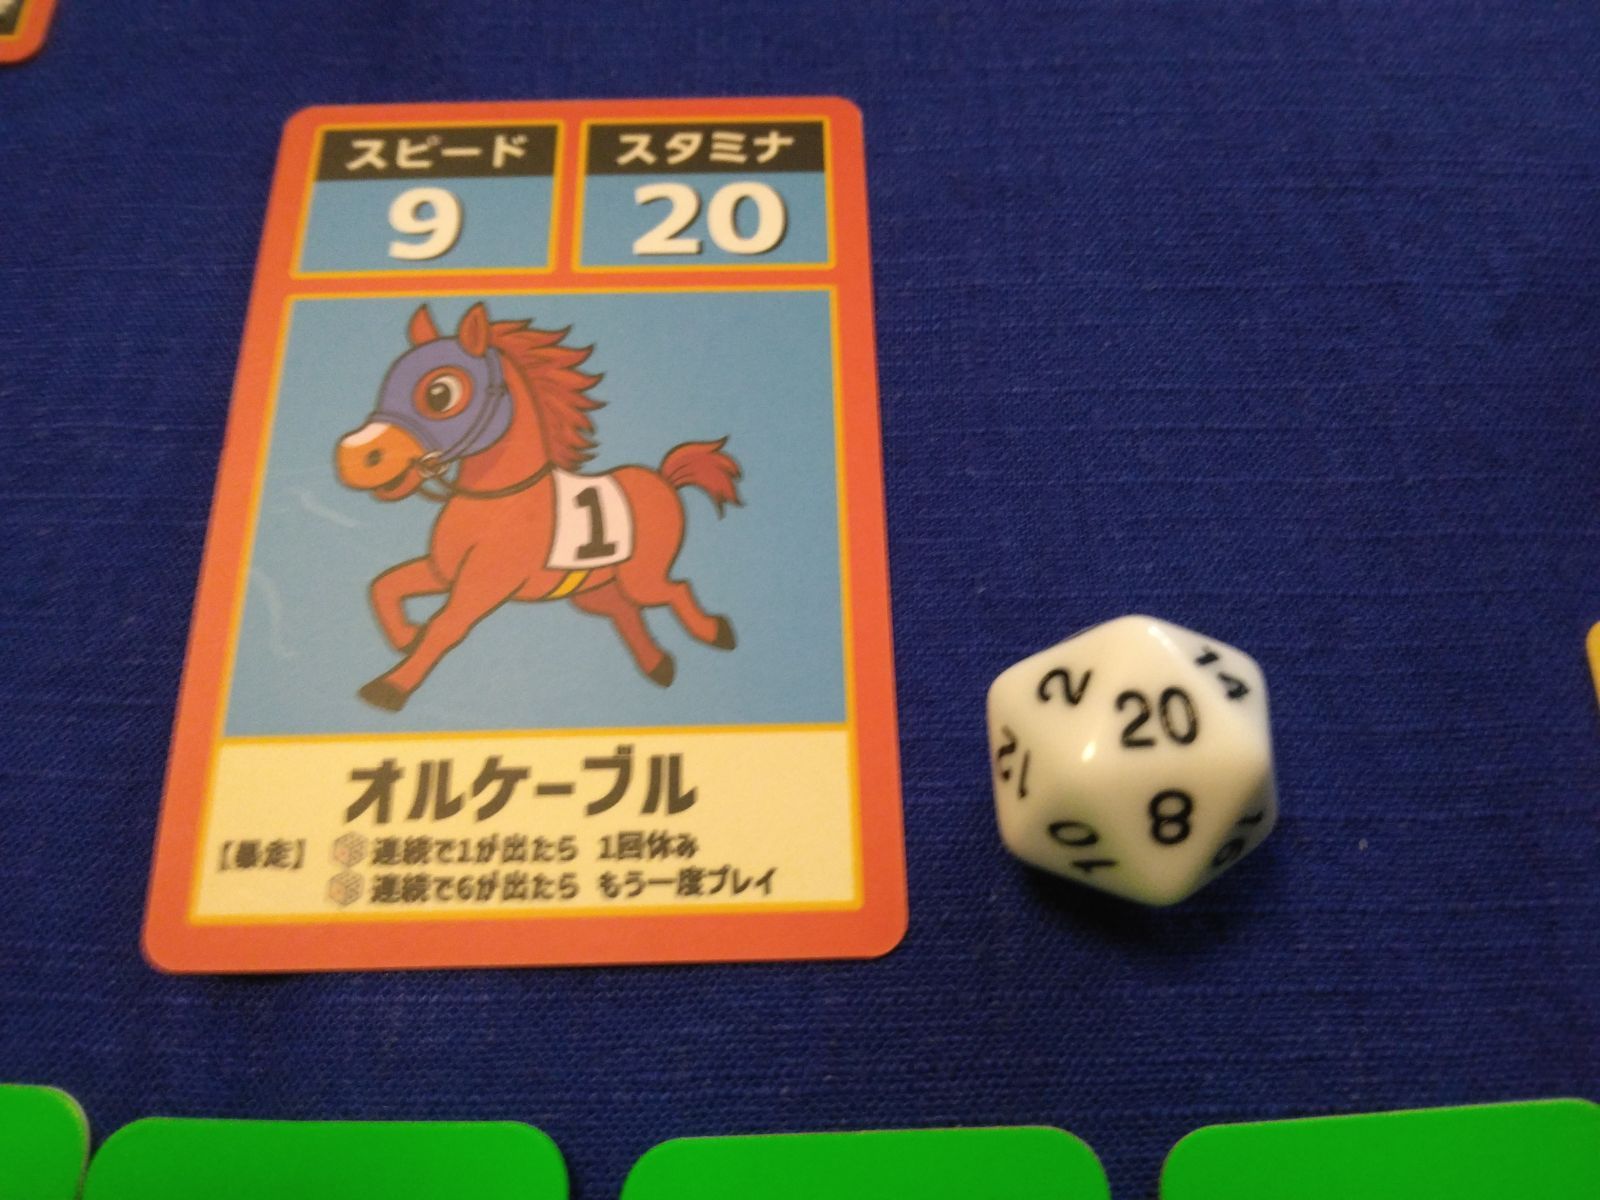 スピード
スタミナ
9
20
1
オルケーブル
【暴走】 連続で1が出たら 1回休み
連続で6が出たら もう一度プレイ
2
14
20
8
10